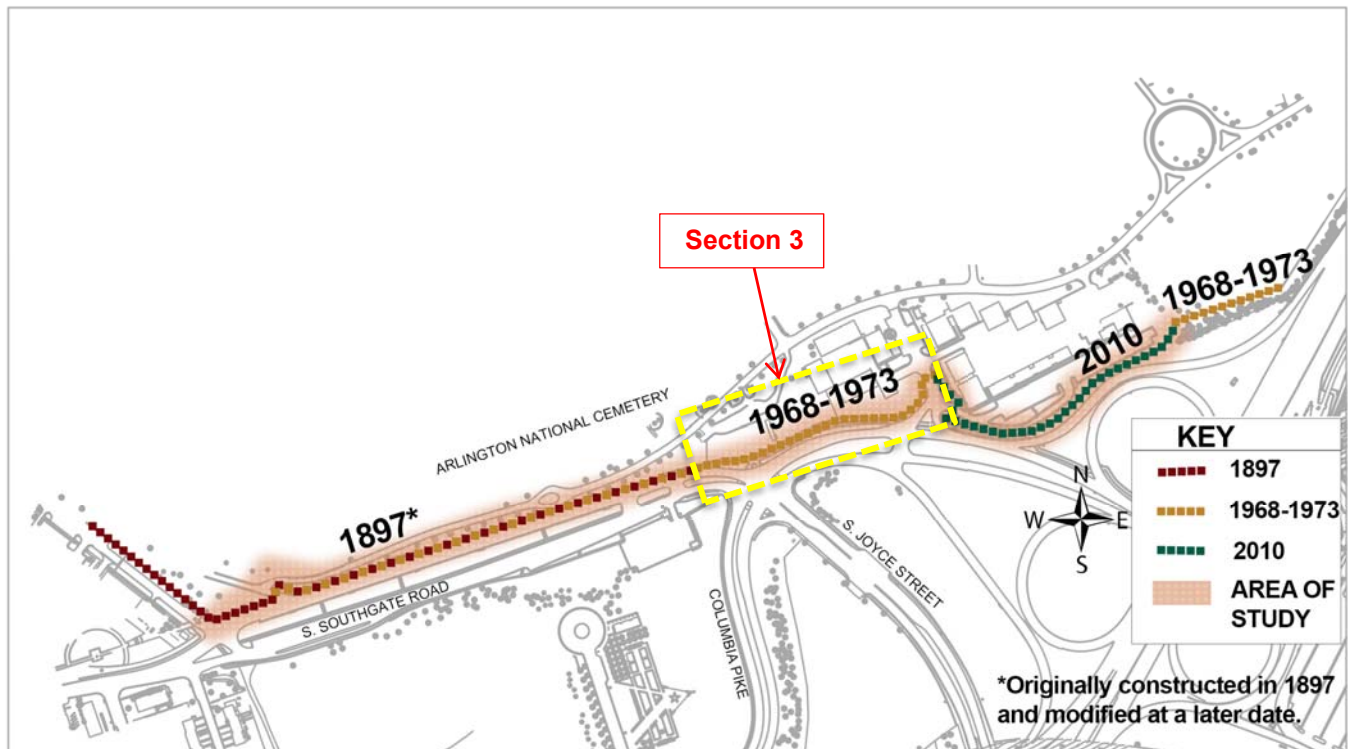 Section 3
1968-1973
2010
1968-1973
ARLINGTON NATIONAL CEMETERY
1897*
S. SOUTHGATE ROAD
COLUMBIA PIKE
S. JOYCE STREET
N
W
E
S
KEY
1897
1968-1973
2010
AREA OF
STUDY
*Originally constructed in 1897
and modified at a later date.